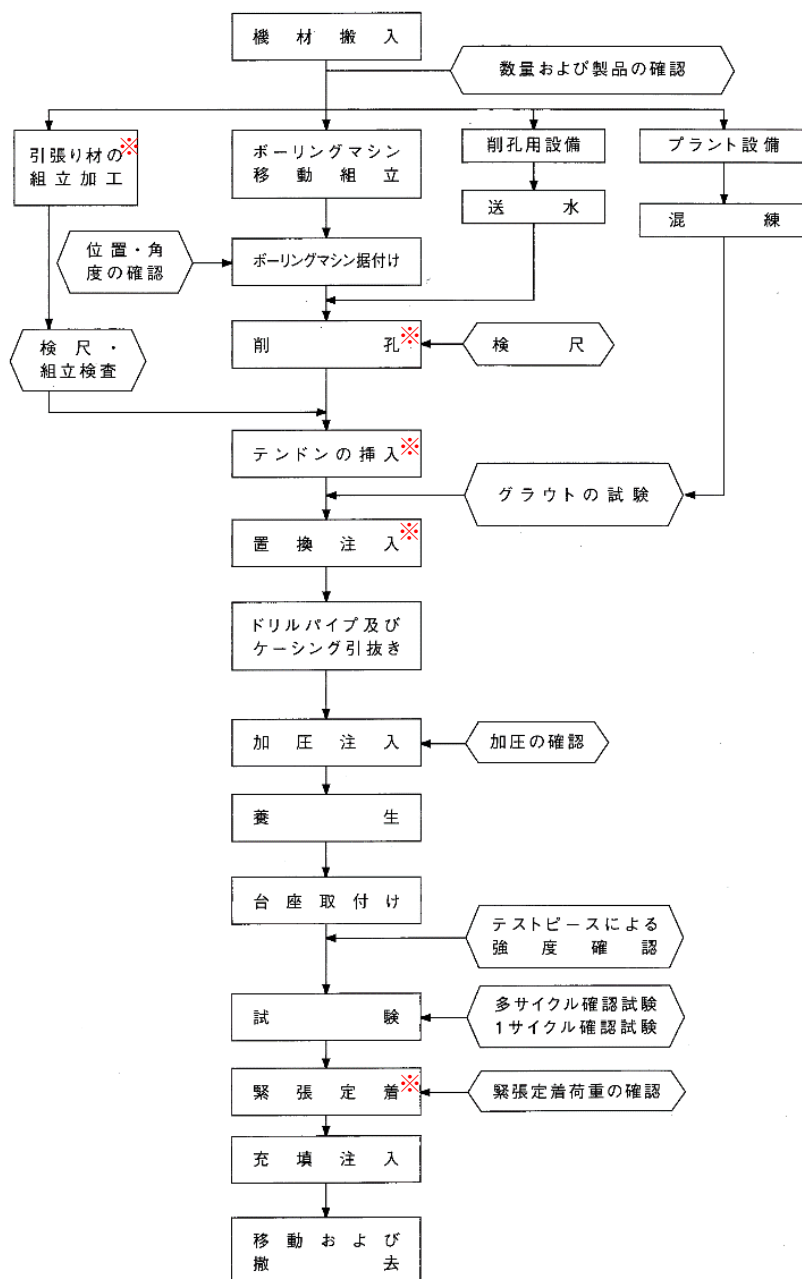 機材搬入
数量および製品の確認
引張り材の※
組立加工
ボーリングマシン
移動組立
削孔用設備
プラント設備
送水
混練
位置・角
度の確認
ボーリングマシン据付け
検尺・
組立検査
削孔※
検尺
テンドンの挿入※
グラウトの試験
置換注入※
ドリルパイプ及び
ケーシング引抜き
加圧注入
加圧の確認
養生
台座取付け
テストピースによる
強度確認
試験
多サイクル確認試験
1サイクル確認試験
緊張定着※
緊張定着荷重の確認
充填注入
移動および
撤去